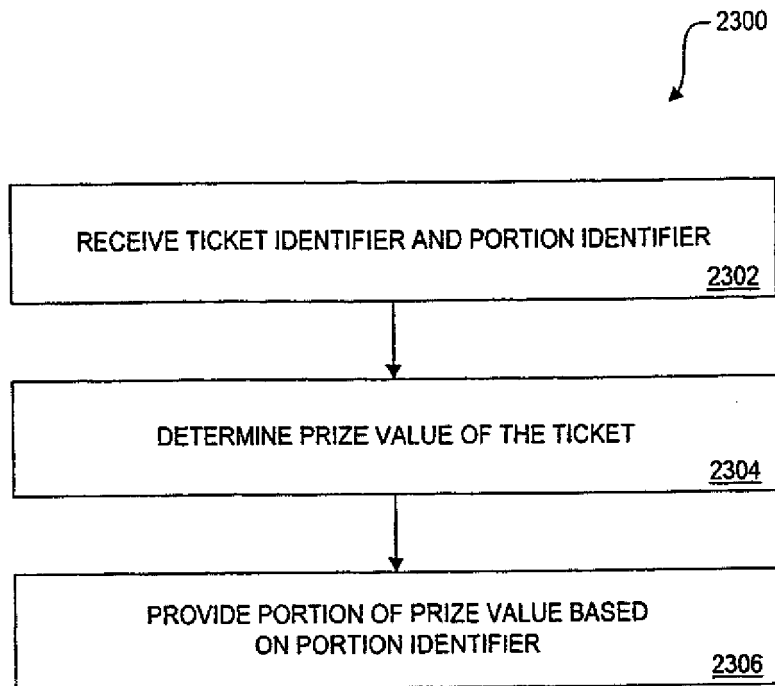 2300
RECEIVE TICKET IDENTIFIER AND PORTION IDENTIFIER
2302
DETERMINE PRIZE VALUE OF THE TICKET
2304
PROVIDE PORTION OF PRIZE VALUE BASED
ON PORTION IDENTIFIER
2306